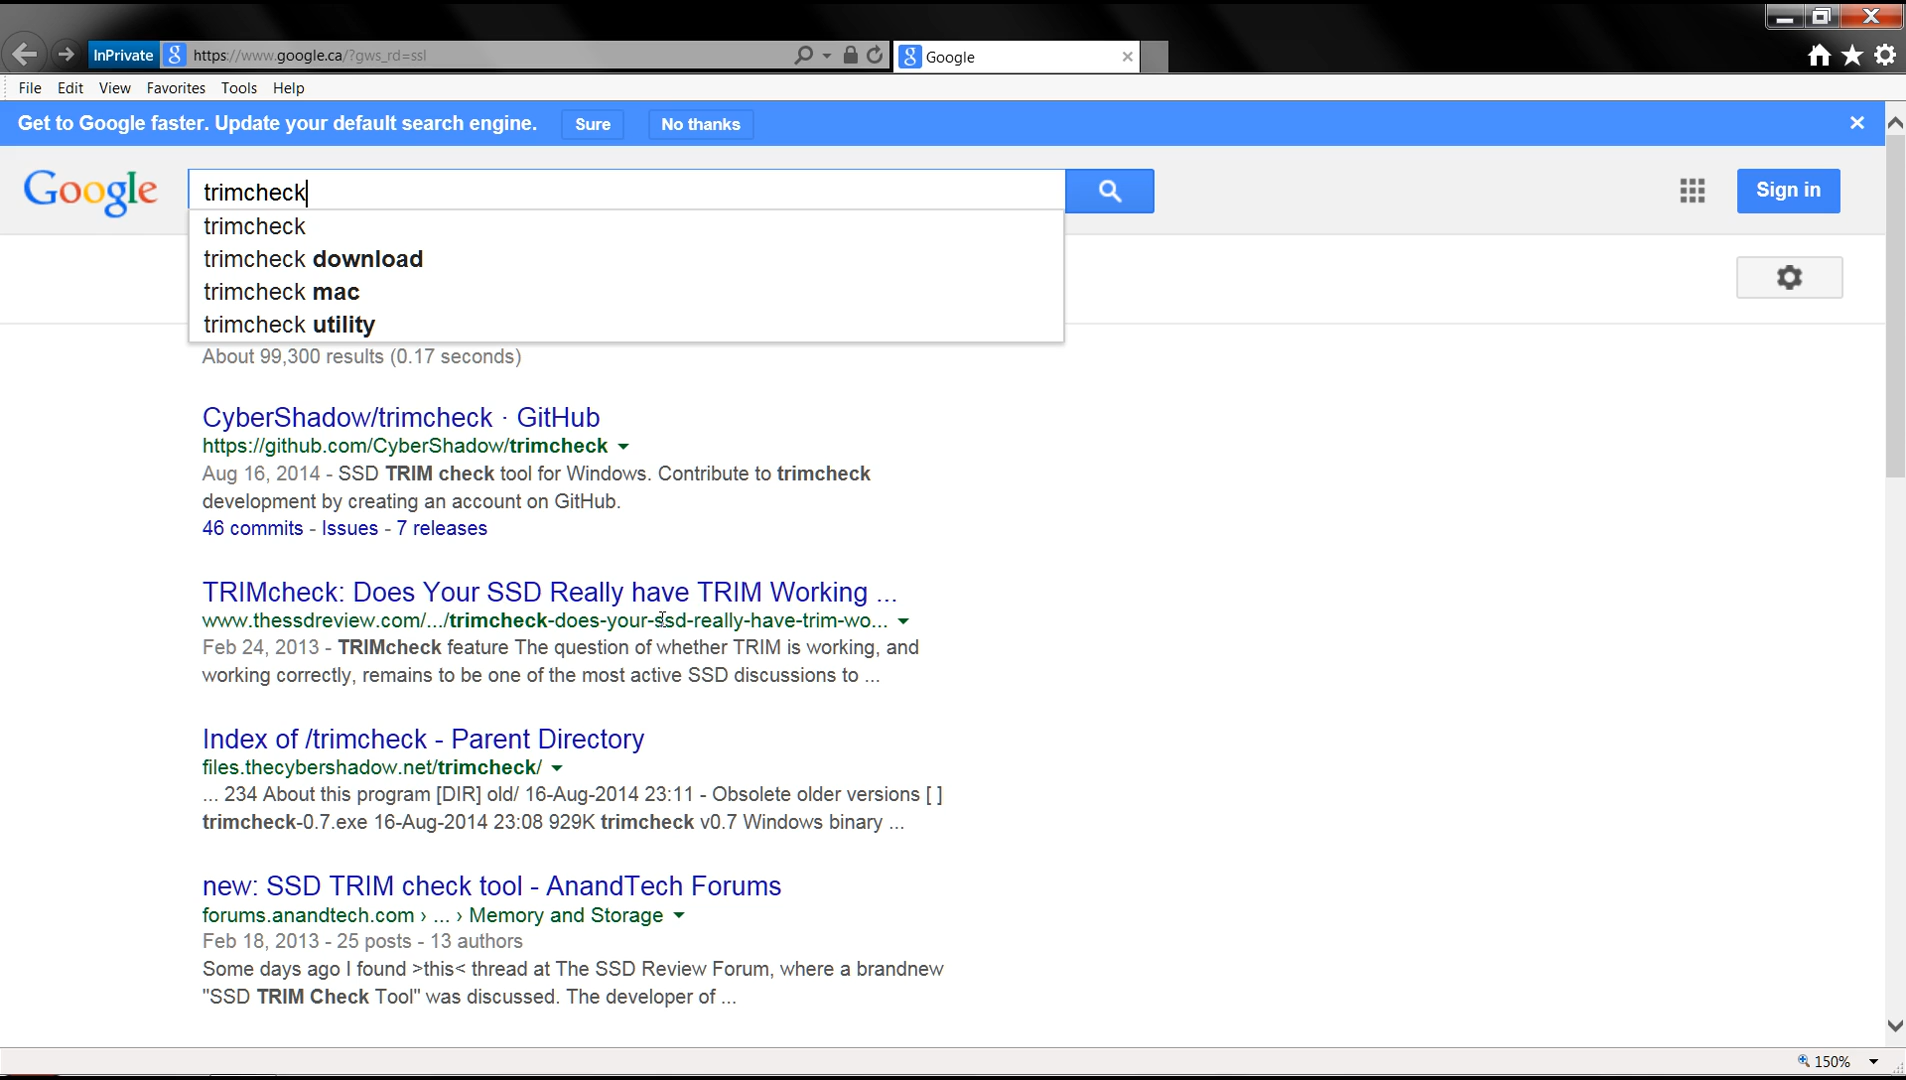 InPrivate
https://www.google.ca/?gws_rd=ssl
Google
File Edit View Favorites Tools Help
Get to Google faster. Update your default search engine. Sure No thanks
Google
trimcheck
Sign in
trimcheck
trimcheck download
trimcheck mac
trimcheck utility
About 99,300 results (0.17 seconds)
CyberShadow/trimcheck · GitHub
https://github.com/CyberShadow/trimcheck
Aug 16, 2014 - SSD TRIM check tool for Windows. Contribute to trimcheck
development by creating an account on GitHub.
46 commits - Issues - 7 releases
TRIMcheck: Does Your SSD Really have TRIM Working ...
www.thessdreview.com/.../trimcheck-does-your-ssd-really-have-trim-wo...
Feb 24, 2013 - TRIMcheck feature The question of whether TRIM is working, and
working correctly, remains to be one of the most active SSD discussions to ...
Index of /trimcheck - Parent Directory
files.thecybershadow.net/trimcheck/
... 234 About this program [DIR] old/ 16-Aug-2014 23:11 - Obsolete older versions [ ]
trimcheck-0.7.exe 16-Aug-2014 23:08 929K trimcheck v0.7 Windows binary ...
new: SSD TRIM check tool - AnandTech Forums
forums.anandtech.com › ... › Memory and Storage
Feb 18, 2013 - 25 posts - 13 authors
Some days ago I found >this< thread at The SSD Review Forum, where a brandnew
"SSD TRIM Check Tool" was discussed. The developer of ...
150%